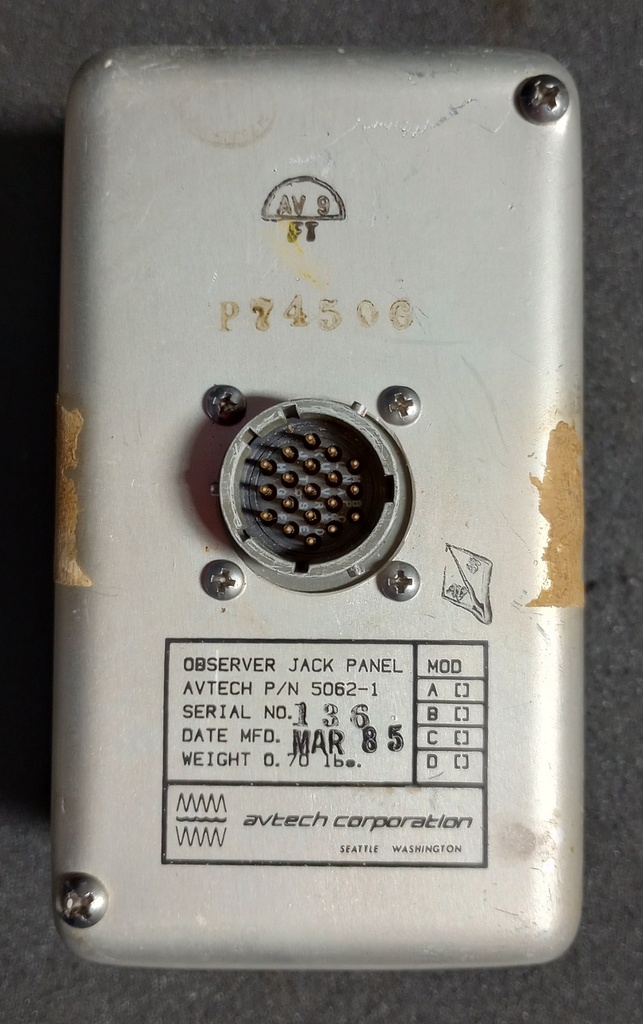 AV 9
FT
P74506
OBSERVER JACK PANEL
AVTECH P/N 5062-1
SERIAL NO. 136
DATE MFD. MAR 85
WEIGHT 0.70 lbs.
MOD
A []
B []
C []
D []
avtech corporation
SEATTLE WASHINGTON